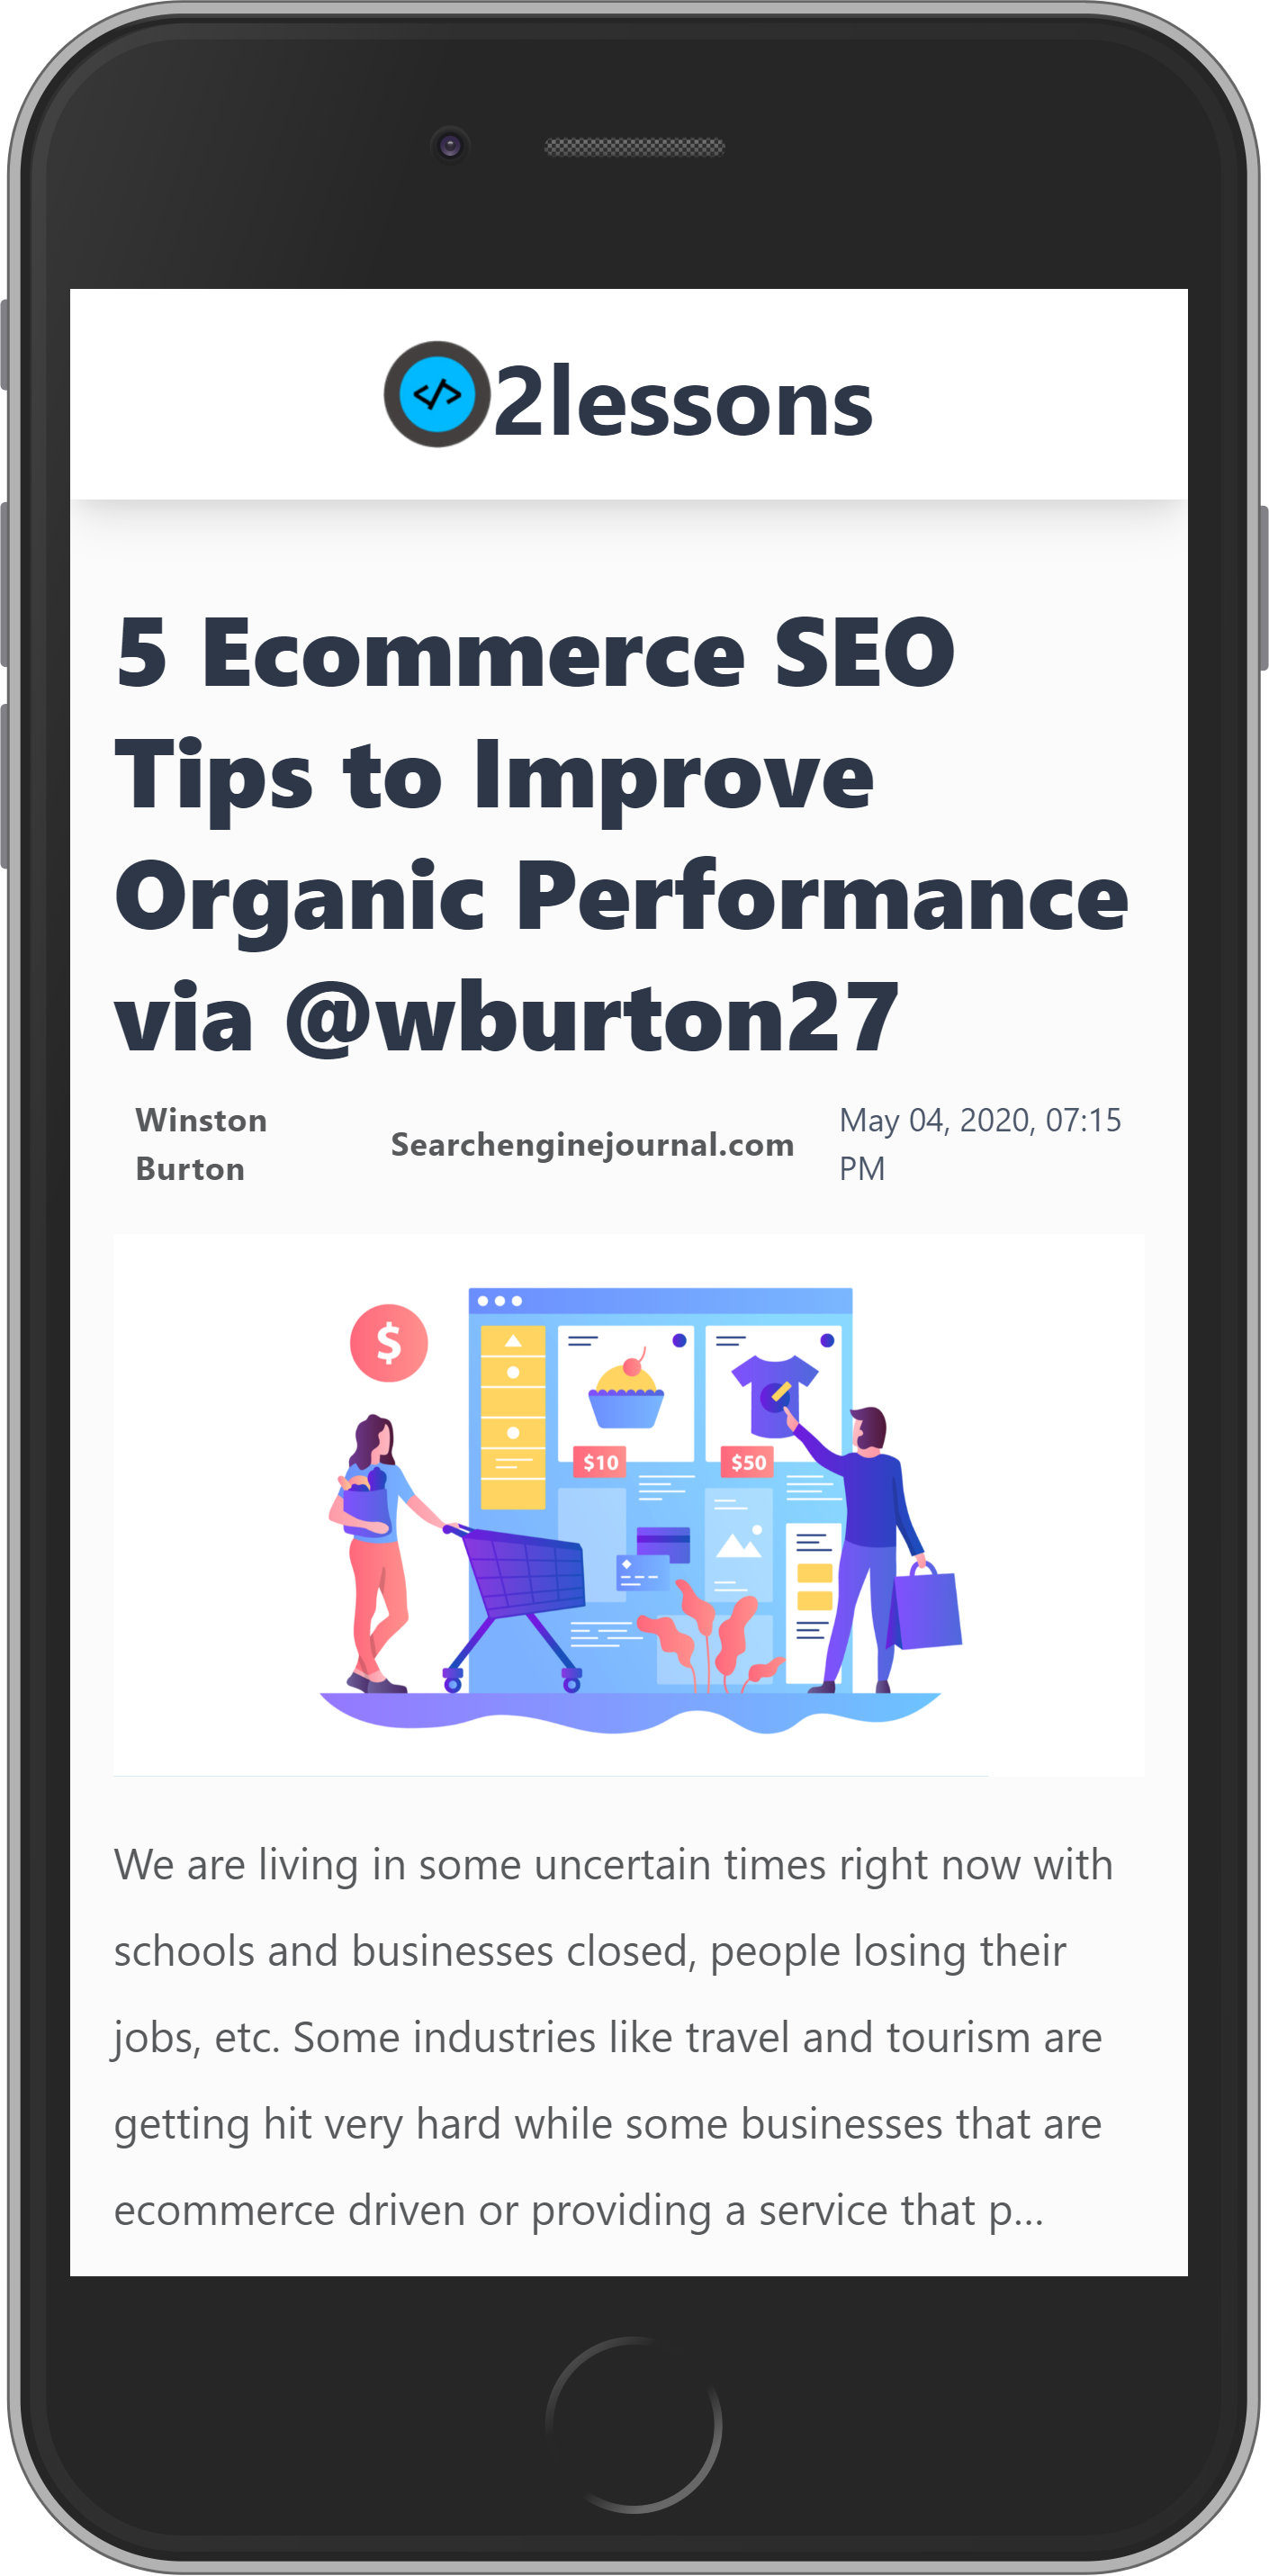 </>
2lessons
5 Ecommerce SEO
Tips to Improve
Organic Performance
via @wburton27
Winston
Burton
Searchenginejournal.com
May 04, 2020, 07:15
PM
$
$10
$50
We are living in some uncertain times right now with
schools and businesses closed, people losing their
jobs, etc. Some industries like travel and tourism are
getting hit very hard while some businesses that are
ecommerce driven or providing a service that p...